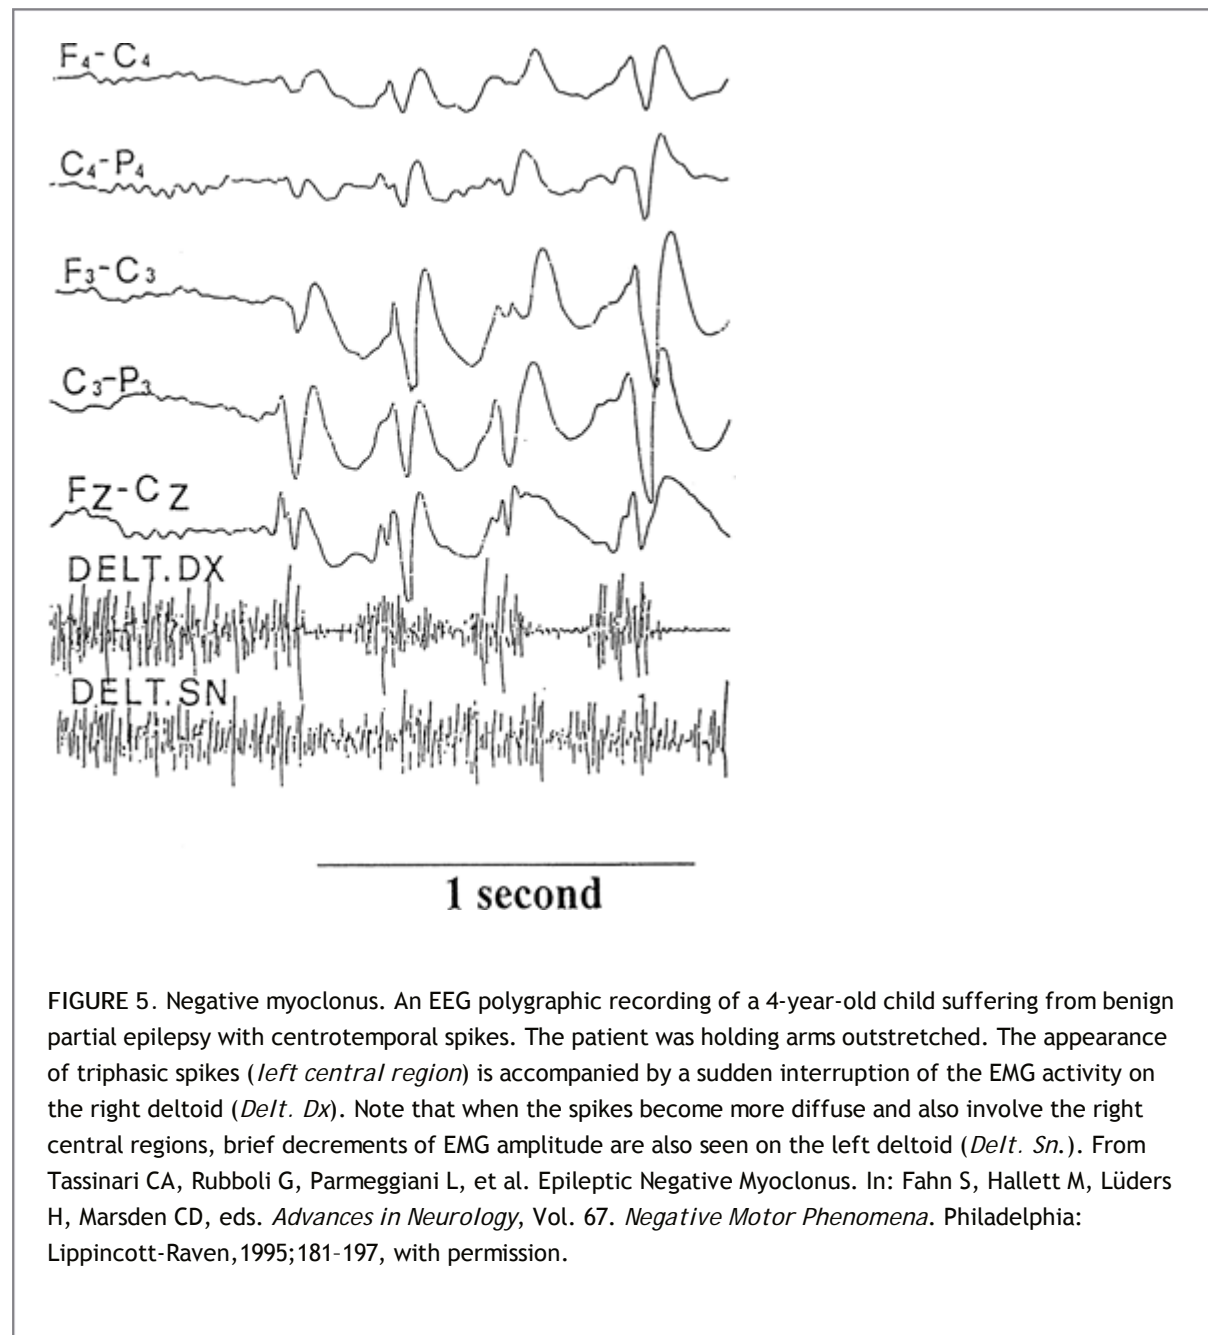 F₄-C₄
C₄-P₄
F₃-C₃
C₃-P₃
FZ-CZ
DELT.DX
DELT.SN
1 second
FIGURE 5. Negative myoclonus. An EEG polygraphic recording of a 4-year-old child suffering from benign
partial epilepsy with centrotemporal spikes. The patient was holding arms outstretched. The appearance
of triphasic spikes (left central region) is accompanied by a sudden interruption of the EMG activity on
the right deltoid (Delt. Dx). Note that when the spikes become more diffuse and also involve the right
central regions, brief decrements of EMG amplitude are also seen on the left deltoid (Delt. Sn.). From
Tassinari CA, Rubboli G, Parmeggiani L, et al. Epileptic Negative Myoclonus. In: Fahn S, Hallett M, Lüders
H, Marsden CD, eds. Advances in Neurology, Vol. 67. Negative Motor Phenomena. Philadelphia:
Lippincott-Raven,1995;181–197, with permission.